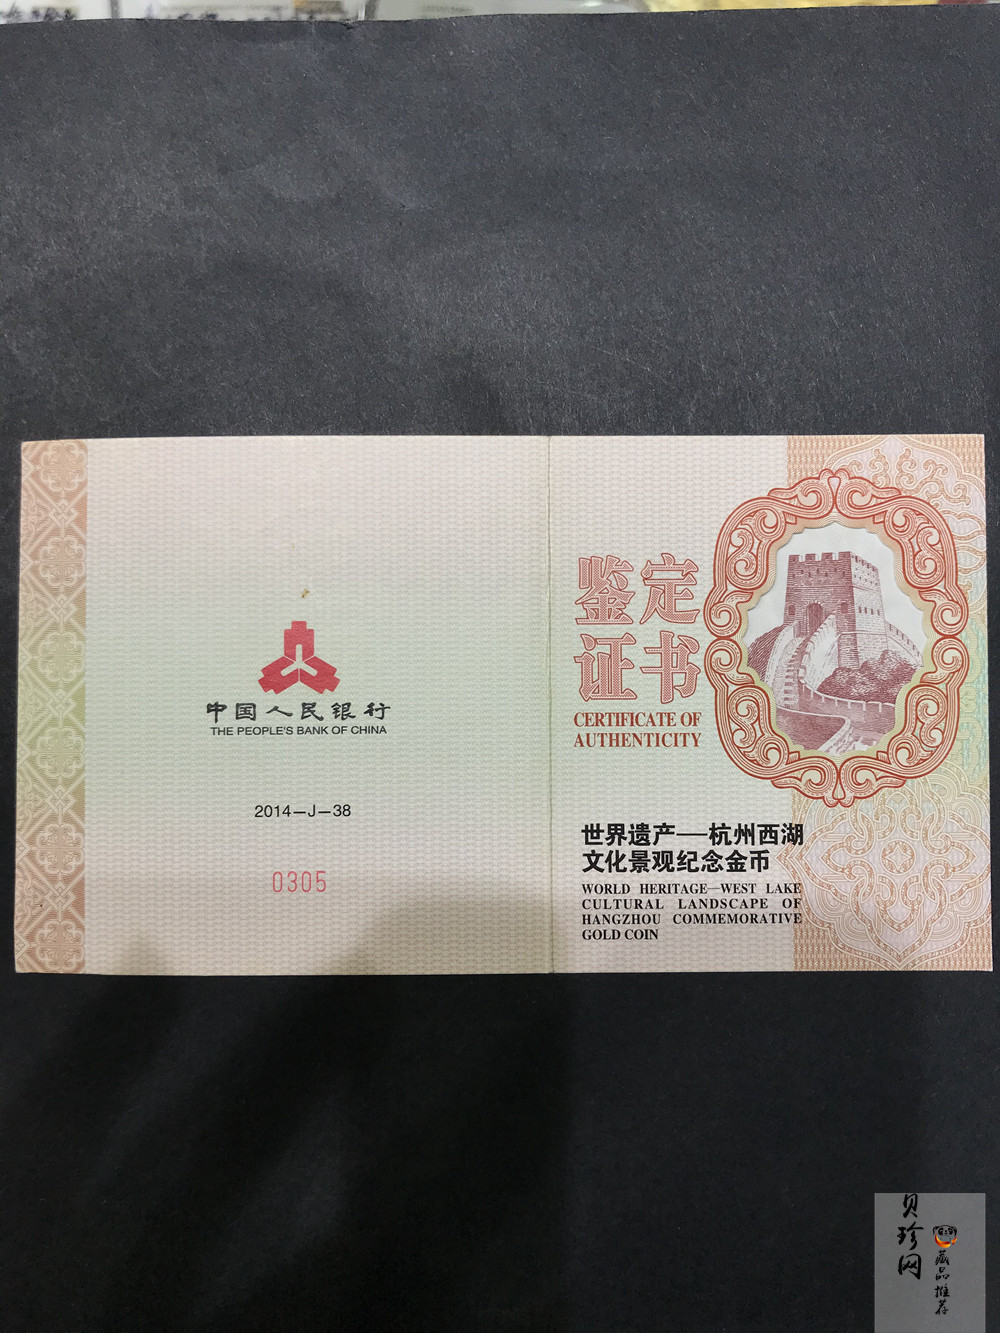 中国人民银行
THE PEOPLE'S BANK OF CHINA
2014—J—38
0305
鉴定
证书
CERTIFICATE OF
AUTHENTICITY
世界遗产—杭州西湖
文化景观纪念金币
WORLD HERITAGE—WEST LAKE
CULTURAL LANDSCAPE OF
HANGZHOU COMMEMORATIVE
GOLD COIN
贝珍网
藏品推荐